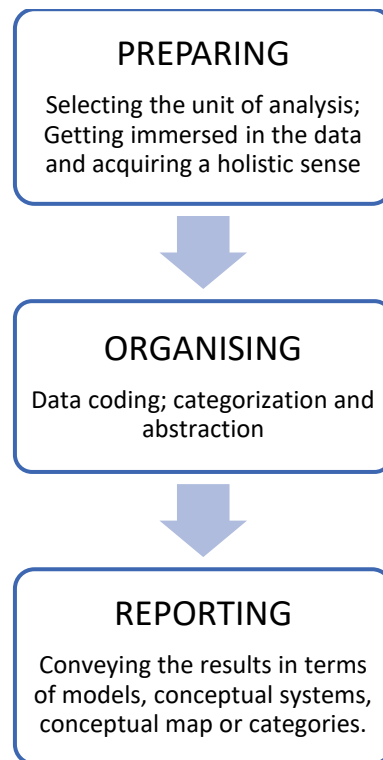 PREPARING
Selecting the unit of analysis;
Getting immersed in the data
and acquiring a holistic sense
ORGANISING
Data coding; categorization and
abstraction
REPORTING
Conveying the results in terms
of models, conceptual systems,
conceptual map or categories.